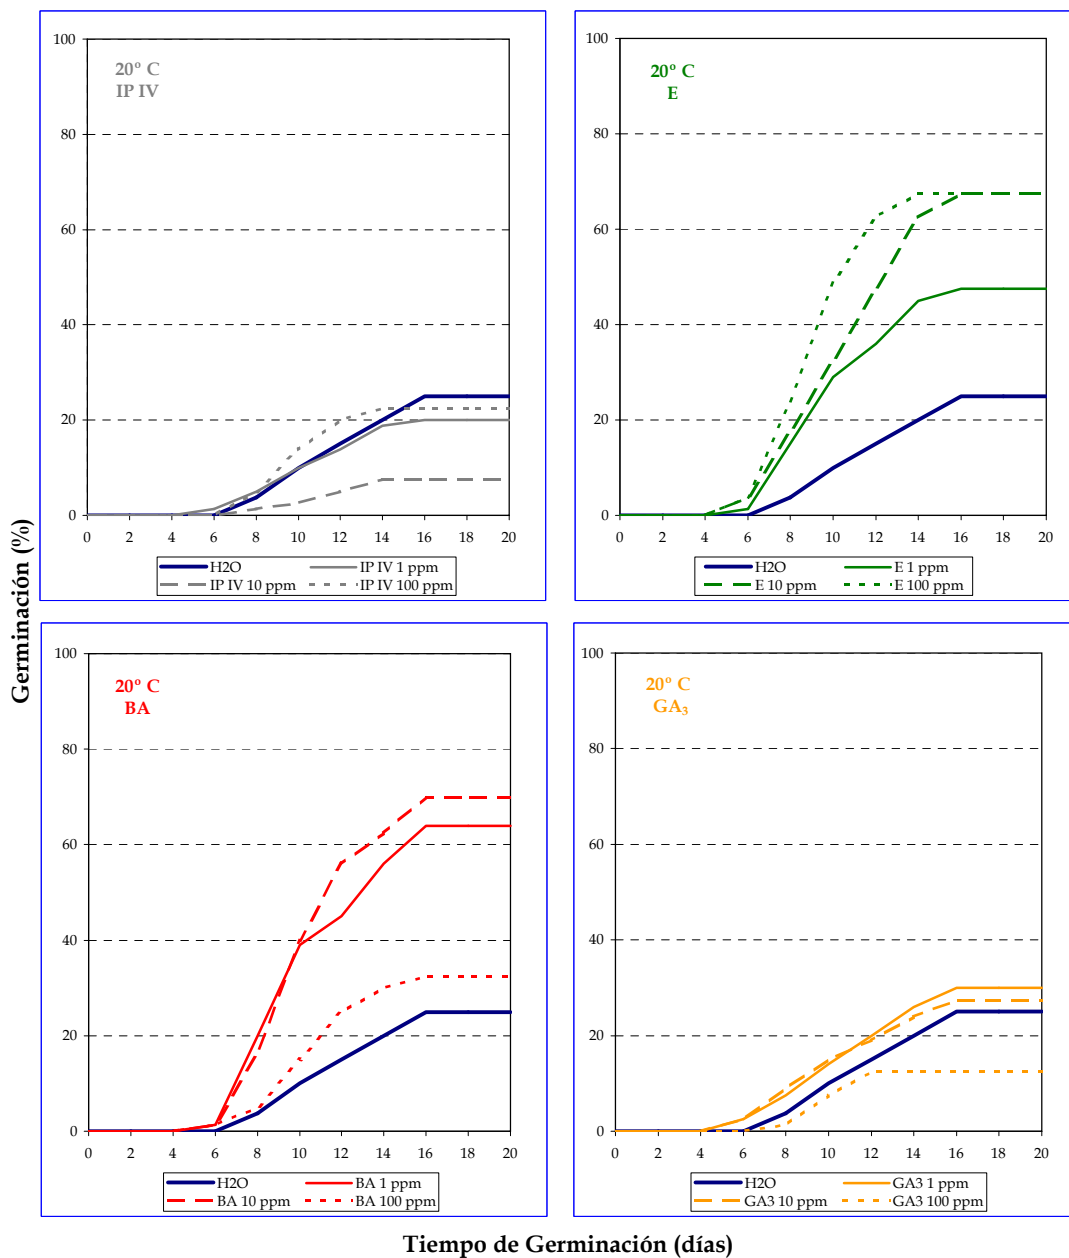 Germinación (%)
20º C
IP IV
100
80
60
40
20
0
0 2 4 6 8 10 12 14 16 18 20
H2O IP IV 1 ppm
IP IV 10 ppm IP IV 100 ppm
20º C
E
100
80
60
40
20
0
0 2 4 6 8 10 12 14 16 18 20
H2O E 1 ppm
E 10 ppm E 100 ppm
20º C
BA
100
80
60
40
20
0
0 2 4 6 8 10 12 14 16 18 20
H2O BA 1 ppm
BA 10 ppm BA 100 ppm
20º C
GA₃
100
80
60
40
20
0
0 2 4 6 8 10 12 14 16 18 20
H2O GA3 1 ppm
GA3 10 ppm GA3 100 ppm
Tiempo de Germinación (días)